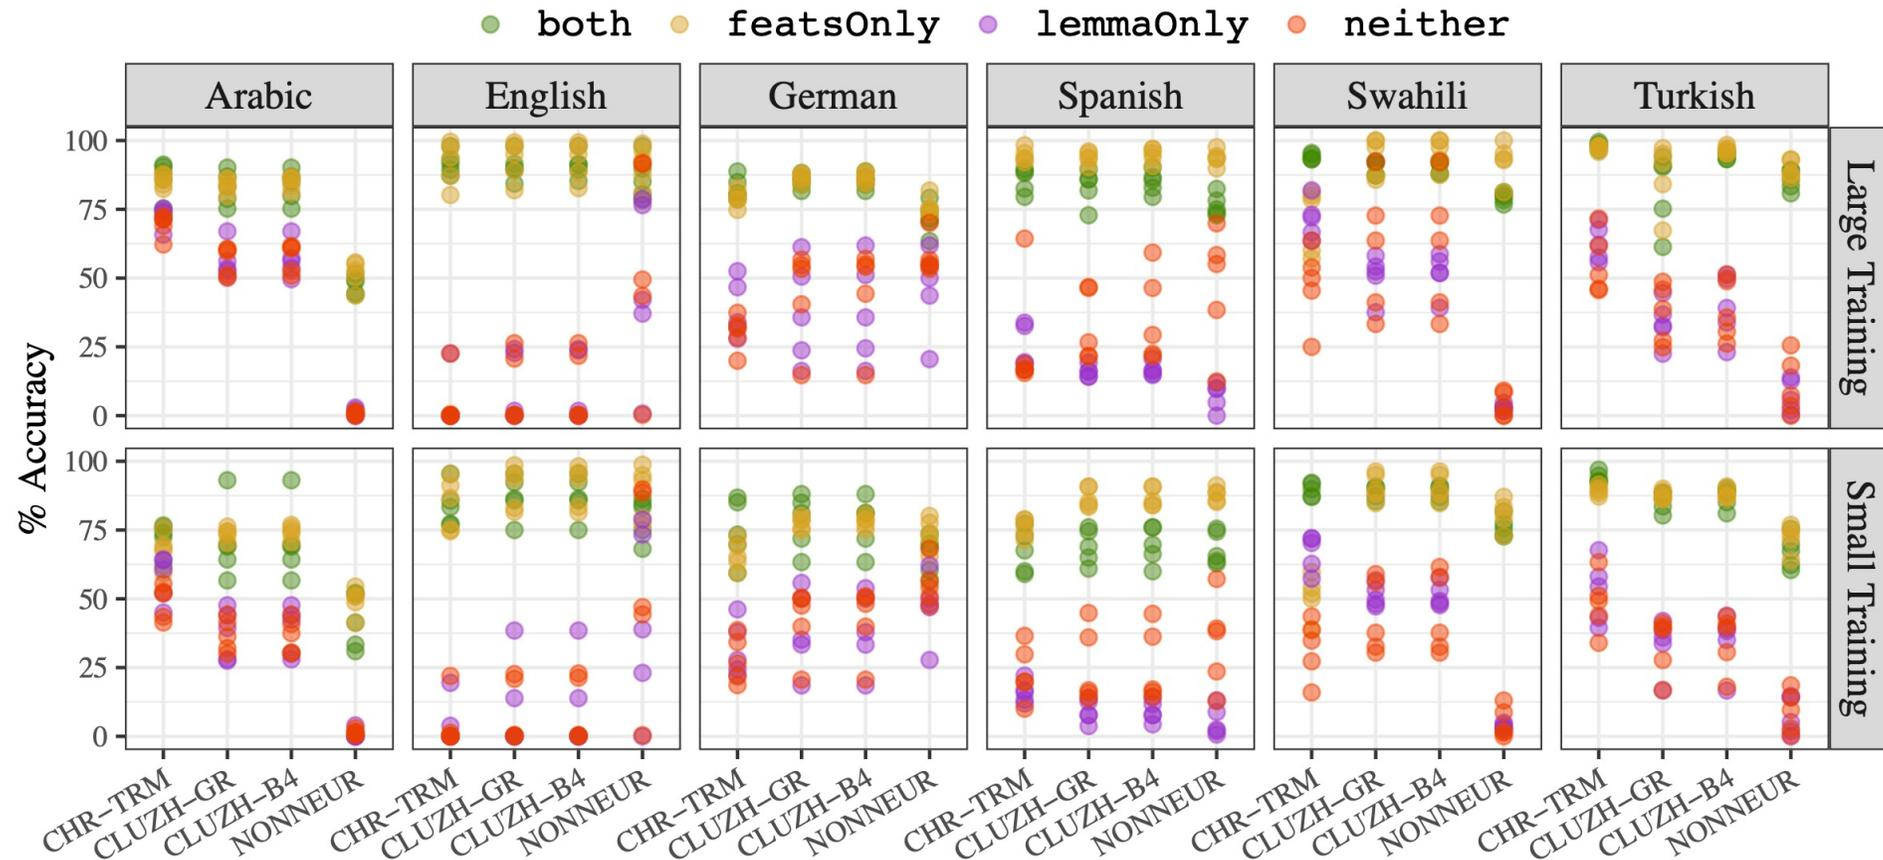 both featsOnly lemmaOnly neither
Arabic English German Spanish Swahili Turkish
% Accuracy
100
75
50
25
0
Large Training
100
75
50
25
0
Small Training
CHR−TRM CLUZH−GR CLUZH−B4 NONNEUR CHR−TRM CLUZH−GR CLUZH−B4 NONNEUR CHR−TRM CLUZH−GR CLUZH−B4 NONNEUR CHR−TRM CLUZH−GR CLUZH−B4 NONNEUR CHR−TRM CLUZH−GR CLUZH−B4 NONNEUR CHR−TRM CLUZH−GR CLUZH−B4 NONNEUR